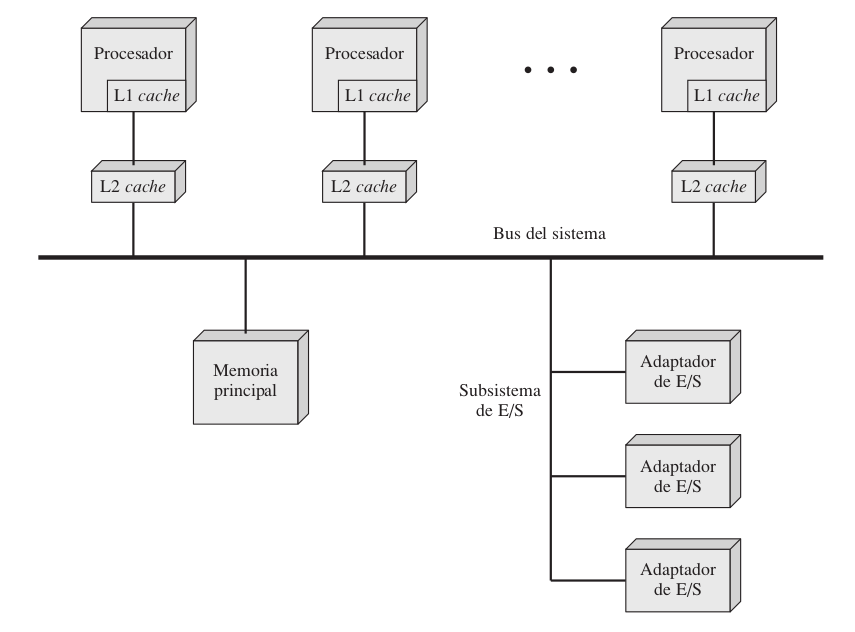 Procesador
L1 cache
Procesador
L1 cache
• • •
Procesador
L1 cache
L2 cache
L2 cache
L2 cache
Bus del sistema
Memoria
principal
Subsistema
de E/S
Adaptador
de E/S
Adaptador
de E/S
Adaptador
de E/S